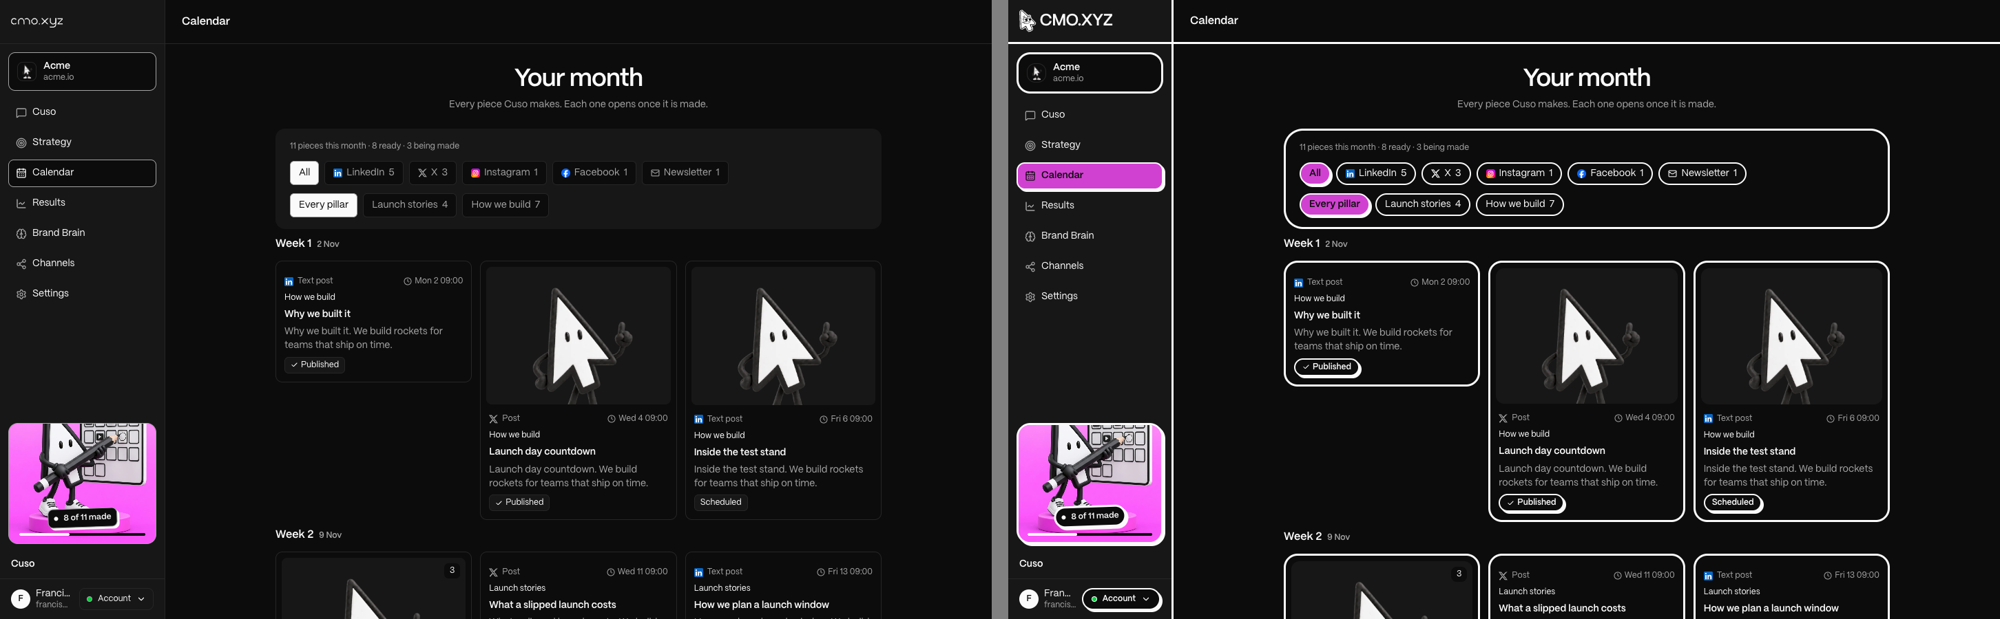 cmo.xyz
Calendar
Acme
acme.io
Cuso
Strategy
Calendar
Results
Brand Brain
Channels
Settings
8 of 11 made
Cuso
F
Franci...
francis...
Account
Your month
Every piece Cuso makes. Each one opens once it is made.
11 pieces this month · 8 ready · 3 being made
All
LinkedIn 5
X 3
Instagram 1
Facebook 1
Newsletter 1
Every pillar
Launch stories 4
How we build 7
Week 1 2 Nov
Text post Mon 2 09:00
How we build
Why we built it
Why we built it. We build rockets for
teams that ship on time.
Published
Post Wed 4 09:00
How we build
Launch day countdown
Launch day countdown. We build
rockets for teams that ship on time.
Published
Text post Fri 6 09:00
How we build
Inside the test stand
Inside the test stand. We build rockets
for teams that ship on time.
Scheduled
Week 2 9 Nov
3
Post Wed 11 09:00
Launch stories
What a slipped launch costs
Text post Fri 13 09:00
Launch stories
How we plan a launch window
CMO.XYZ
Calendar
Acme
acme.io
Cuso
Strategy
Calendar
Results
Brand Brain
Channels
Settings
8 of 11 made
Cuso
F
Fran...
francis...
Account
Your month
Every piece Cuso makes. Each one opens once it is made.
11 pieces this month · 8 ready · 3 being made
All
LinkedIn 5
X 3
Instagram 1
Facebook 1
Newsletter 1
Every pillar
Launch stories 4
How we build 7
Week 1 2 Nov
Text post Mon 2 09:00
How we build
Why we built it
Why we built it. We build rockets for
teams that ship on time.
Published
Post Wed 4 09:00
How we build
Launch day countdown
Launch day countdown. We build
rockets for teams that ship on time.
Published
Text post Fri 6 09:00
How we build
Inside the test stand
Inside the test stand. We build rockets
for teams that ship on time.
Scheduled
Week 2 9 Nov
3
Post Wed 11 09:00
Launch stories
What a slipped launch costs
Text post Fri 13 09:00
Launch stories
How we plan a launch window